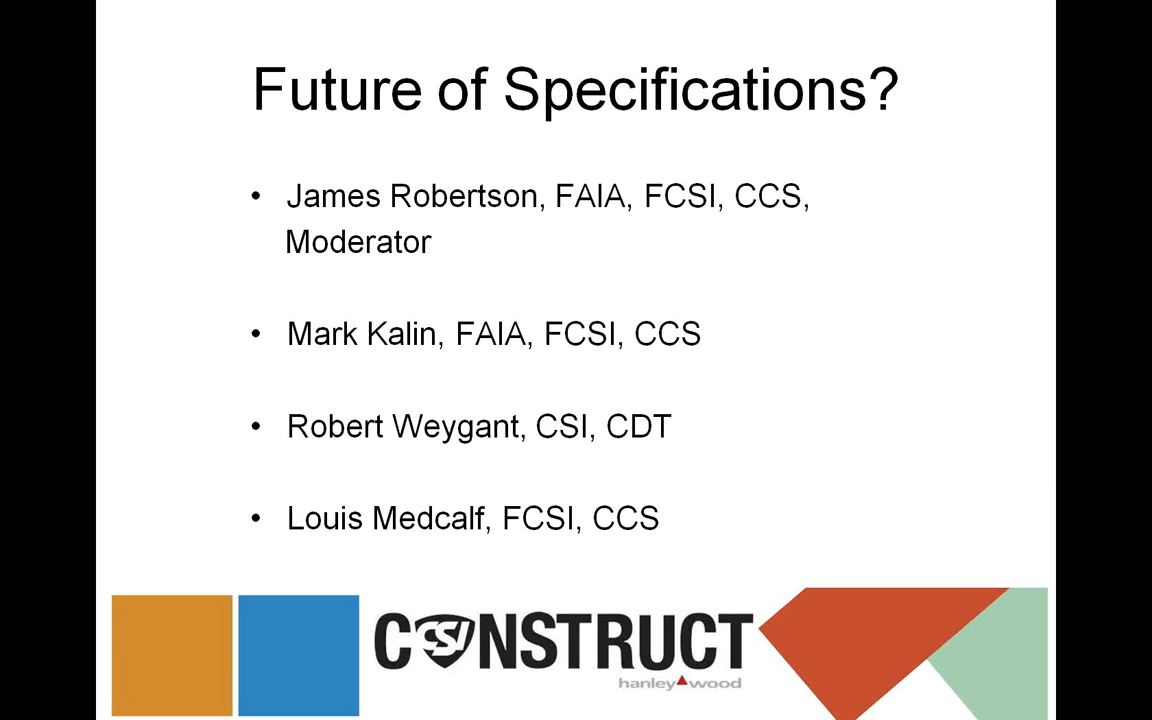 Future of Specifications?
• James Robertson, FAIA, FCSI, CCS,
Moderator
• Mark Kalin, FAIA, FCSI, CCS
• Robert Weygant, CSI, CDT
• Louis Medcalf, FCSI, CCS
CSI
CONSTRUCT
hanley wood